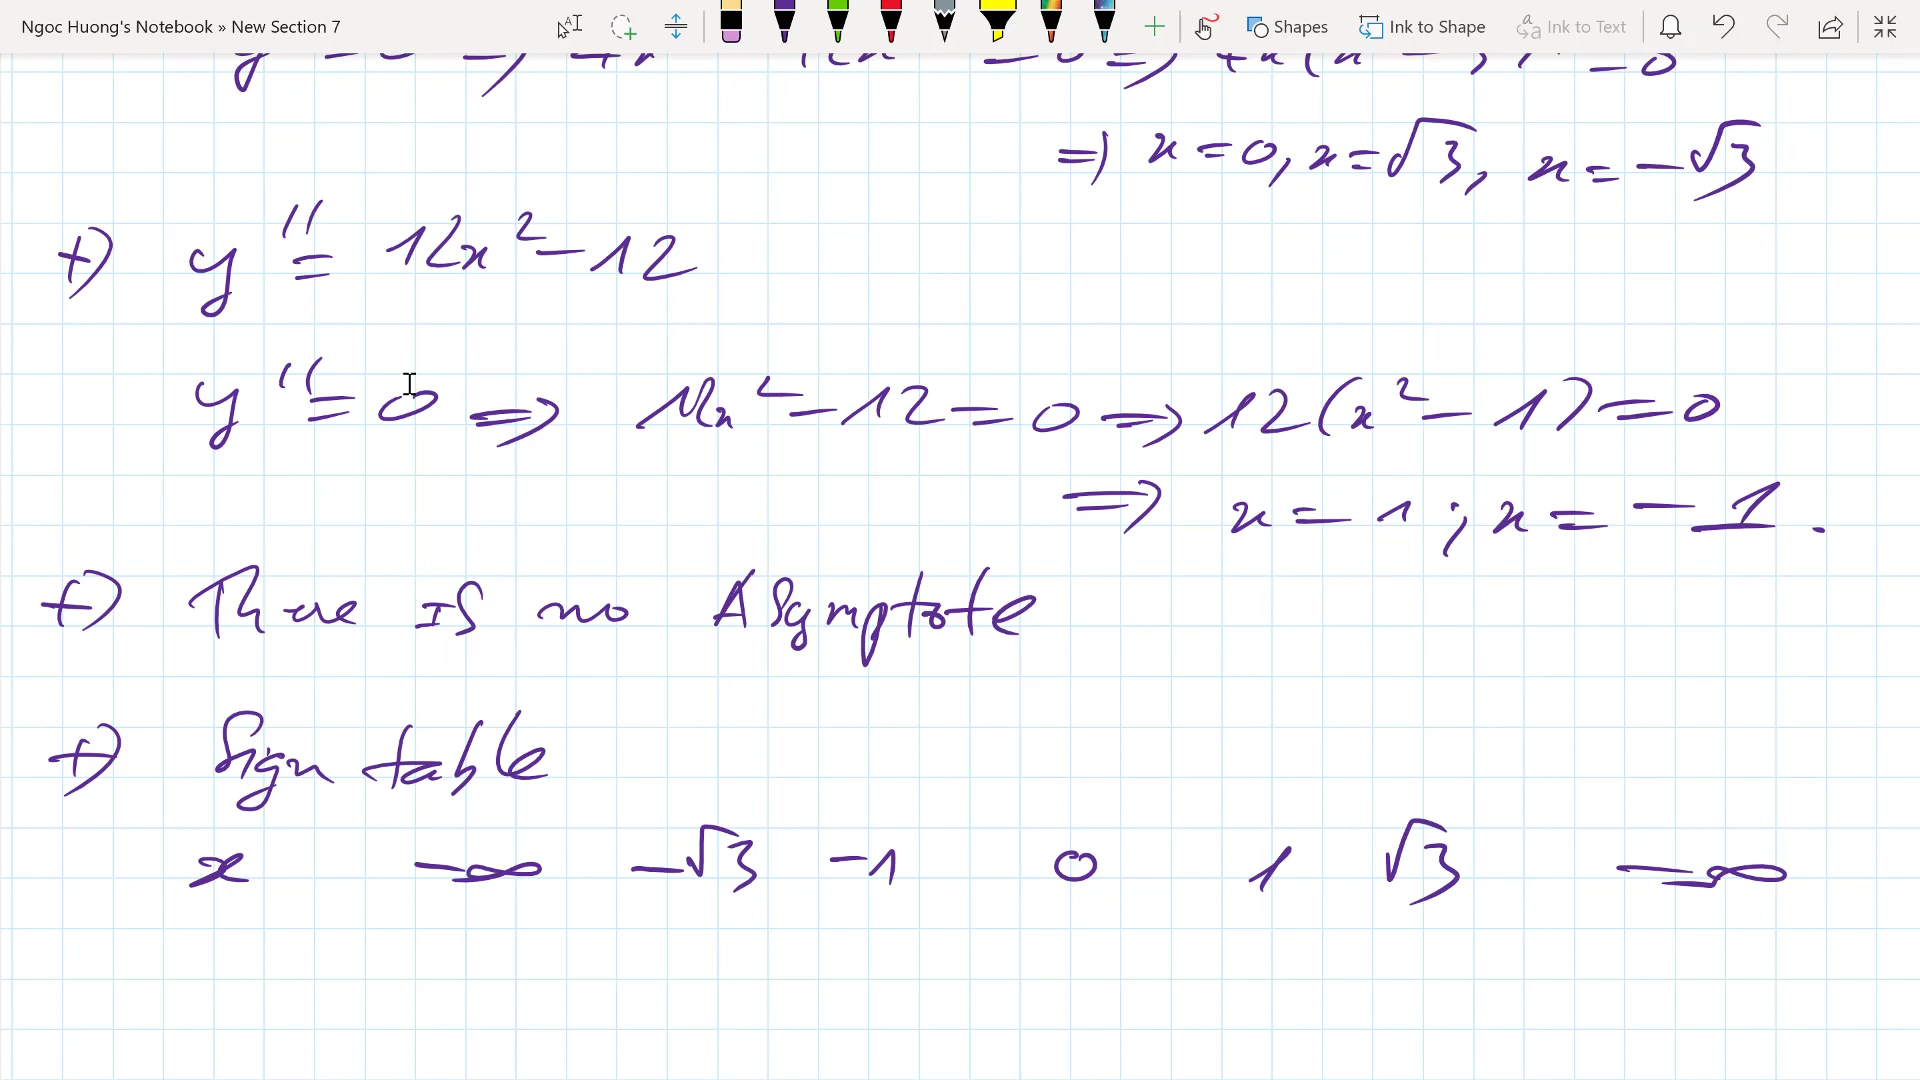 Ngoc Huong's Notebook » New Section 7
Shapes
Ink to Shape
Ink to Text
⇒ x = 0, x = √3, x = -√3
+) y'' = 12x² - 12
y'' = 0 ⇒ 12x² - 12 = 0 ⇒ 12(x² - 1) = 0
⇒ x = 1 ; x = -1 .
+) There is no Asymptote
+) Sign table
x -∞ -√3 -1 0 1 √3 -∞